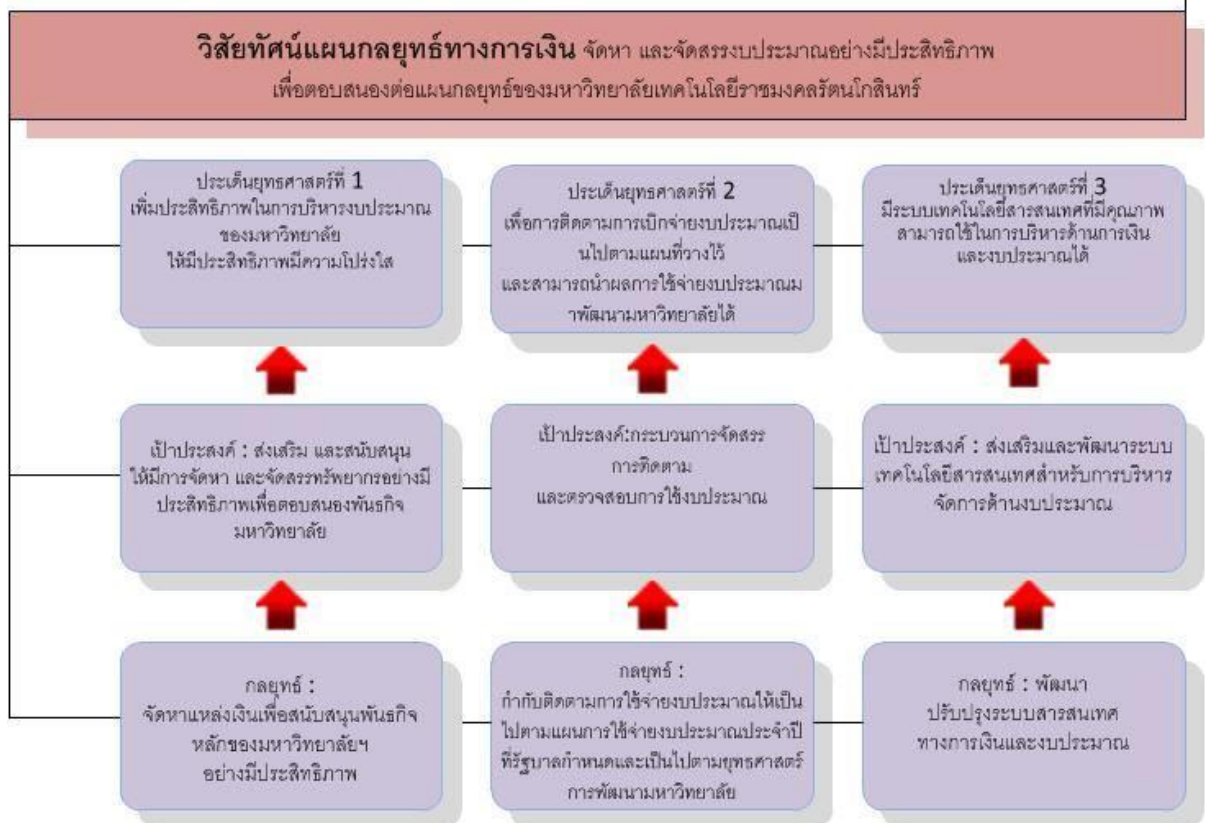 วิสัยทัศน์แผนกลยุทธ์ทางการเงิน จัดหา และจัดสรรงบประมาณอย่างมีประสิทธิภาพ
เพื่อตอบสนองต่อแผนกลยุทธ์ของมหาวิทยาลัยเทคโนโลยีราชมงคลรัตนโกสินทร์
ประเด็นยุทธศาสตร์ที่ 1
เพิ่มประสิทธิภาพในการบริหารงบประมาณ
ของมหาวิทยาลัย
ให้มีประสิทธิภาพมีความโปร่งใส
ประเด็นยุทธศาสตร์ที่ 2
เพื่อการติดตามการเบิกจ่ายงบประมาณเป็
นไปตามแผนที่วางไว้
และสามารถนำผลการใช้จ่ายงบประมาณม
าพัฒนามหาวิทยาลัยได้
ประเด็นยุทธศาสตร์ที่ 3
มีระบบเทคโนโลยีสารสนเทศที่มีคุณภาพ
สามารถใช้ในการบริหารด้านการเงิน
และงบประมาณได้
เป้าประสงค์ : ส่งเสริม และสนับสนุน
ให้มีการจัดหา และจัดสรรทรัพยากรอย่างมี
ประสิทธิภาพเพื่อตอบสนองพันธกิจ
มหาวิทยาลัย
เป้าประสงค์:กระบวนการจัดสรร
การติดตาม
และตรวจสอบการใช้งบประมาณ
เป้าประสงค์ : ส่งเสริมและพัฒนาระบบ
เทคโนโลยีสารสนเทศสำหรับการบริหาร
จัดการด้านงบประมาณ
กลยุทธ์ :
จัดหาแหล่งเงินเพื่อสนับสนุนพันธกิจ
หลักของมหาวิทยาลัยฯ
อย่างมีประสิทธิภาพ
กลยุทธ์ :
กำกับติดตามการใช้จ่ายงบประมาณให้เป็น
ไปตามแผนการใช้จ่ายงบประมาณประจำปี
ที่รัฐบาลกำหนดและเป็นไปตามยุทธศาสตร์
การพัฒนามหาวิทยาลัย
กลยุทธ์ : พัฒนา
ปรับปรุงระบบสารสนเทศ
ทางการเงินและงบประมาณ